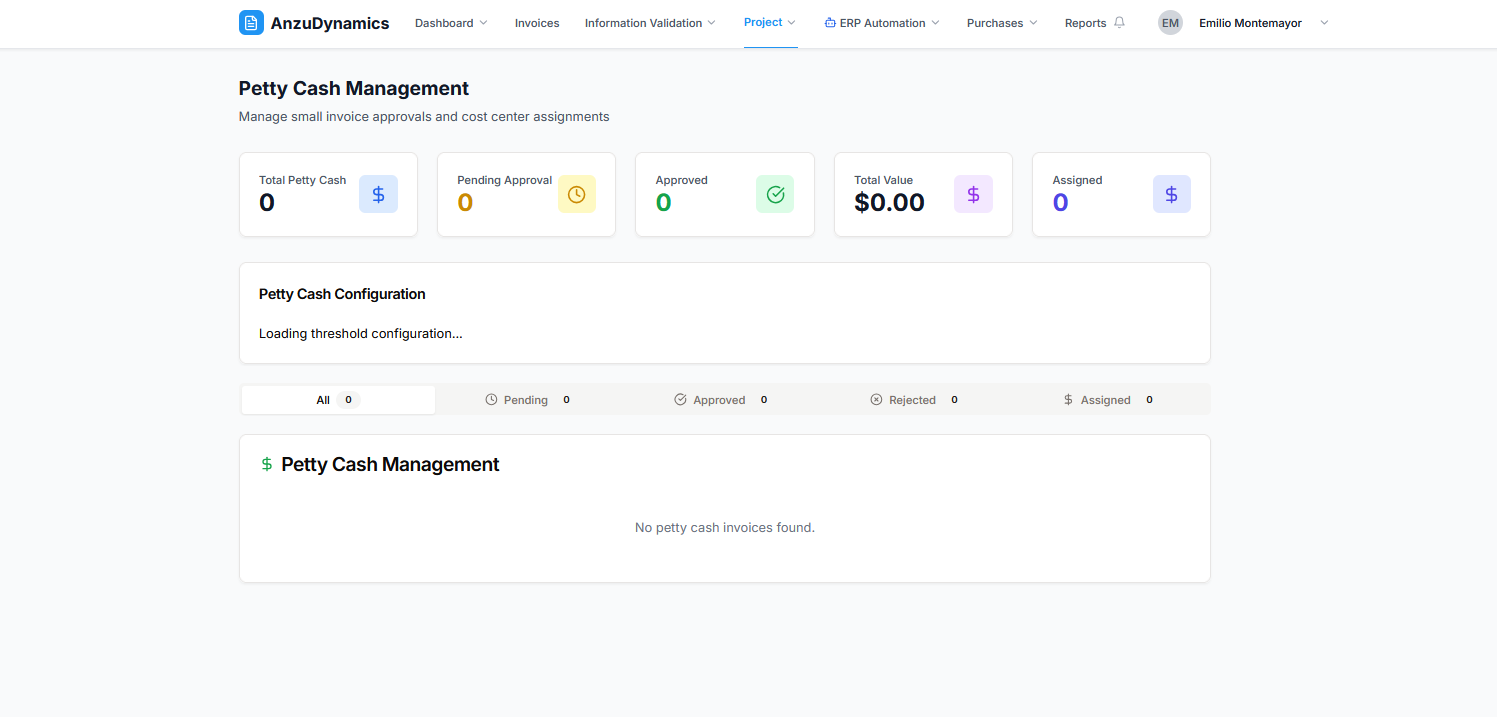 AnzuDynamics Dashboard Invoices Information Validation Project ERP Automation Purchases Reports EM Emilio Montemayor
Petty Cash Management
Manage small invoice approvals and cost center assignments
Total Petty Cash
0
Pending Approval
0
Approved
0
Total Value
$0.00
Assigned
0
Petty Cash Configuration
Loading threshold configuration...
All 0 Pending 0 Approved 0 Rejected 0 Assigned 0
Petty Cash Management
No petty cash invoices found.